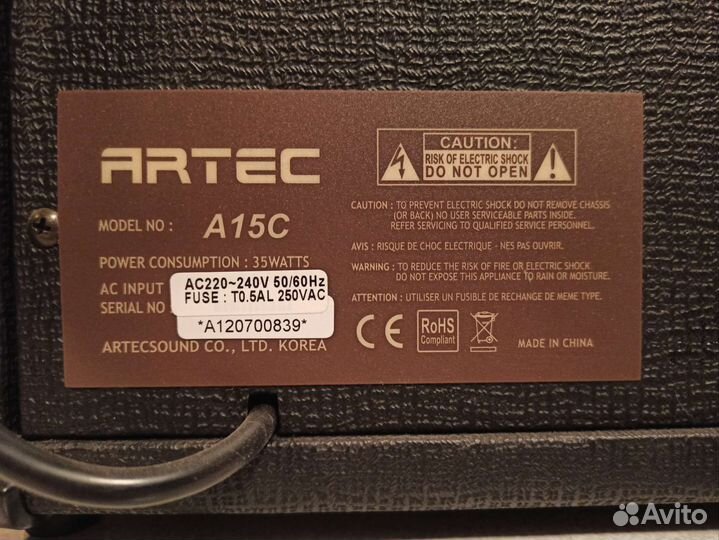 ARTEC
MODEL NO : A15C
POWER CONSUMPTION : 35WATTS
AC INPUT AC220~240V 50/60Hz
FUSE : T0.5AL 250VAC
SERIAL NO *A120700839*
ARTECSOUND CO., LTD. KOREA
CAUTION:
RISK OF ELECTRIC SHOCK
DO NOT OPEN
CAUTION : TO PREVENT ELECTRIC SHOCK DO NOT REMOVE CHASSIS
(OR BACK) NO USER SERVICEABLE PARTS INSIDE.
REFER SERVICING TO QUALIFIED SERVICE PERSONNEL.
AVIS : RISQUE DE CHOC ELECTRIQUE - NES PAS OUVRIR.
WARNING : TO REDUCE THE RISK OF FIRE OR ELECTRIC SHOCK
DO NOT EXPOSE THIS APPLIANCE TO RAIN OR MOISTURE.
ATTENTION : UTILISER UN FUSIBLE DE RECHANGE DE MEME TYPE.
CE
RoHS
Compliant
MADE IN CHINA
Avito